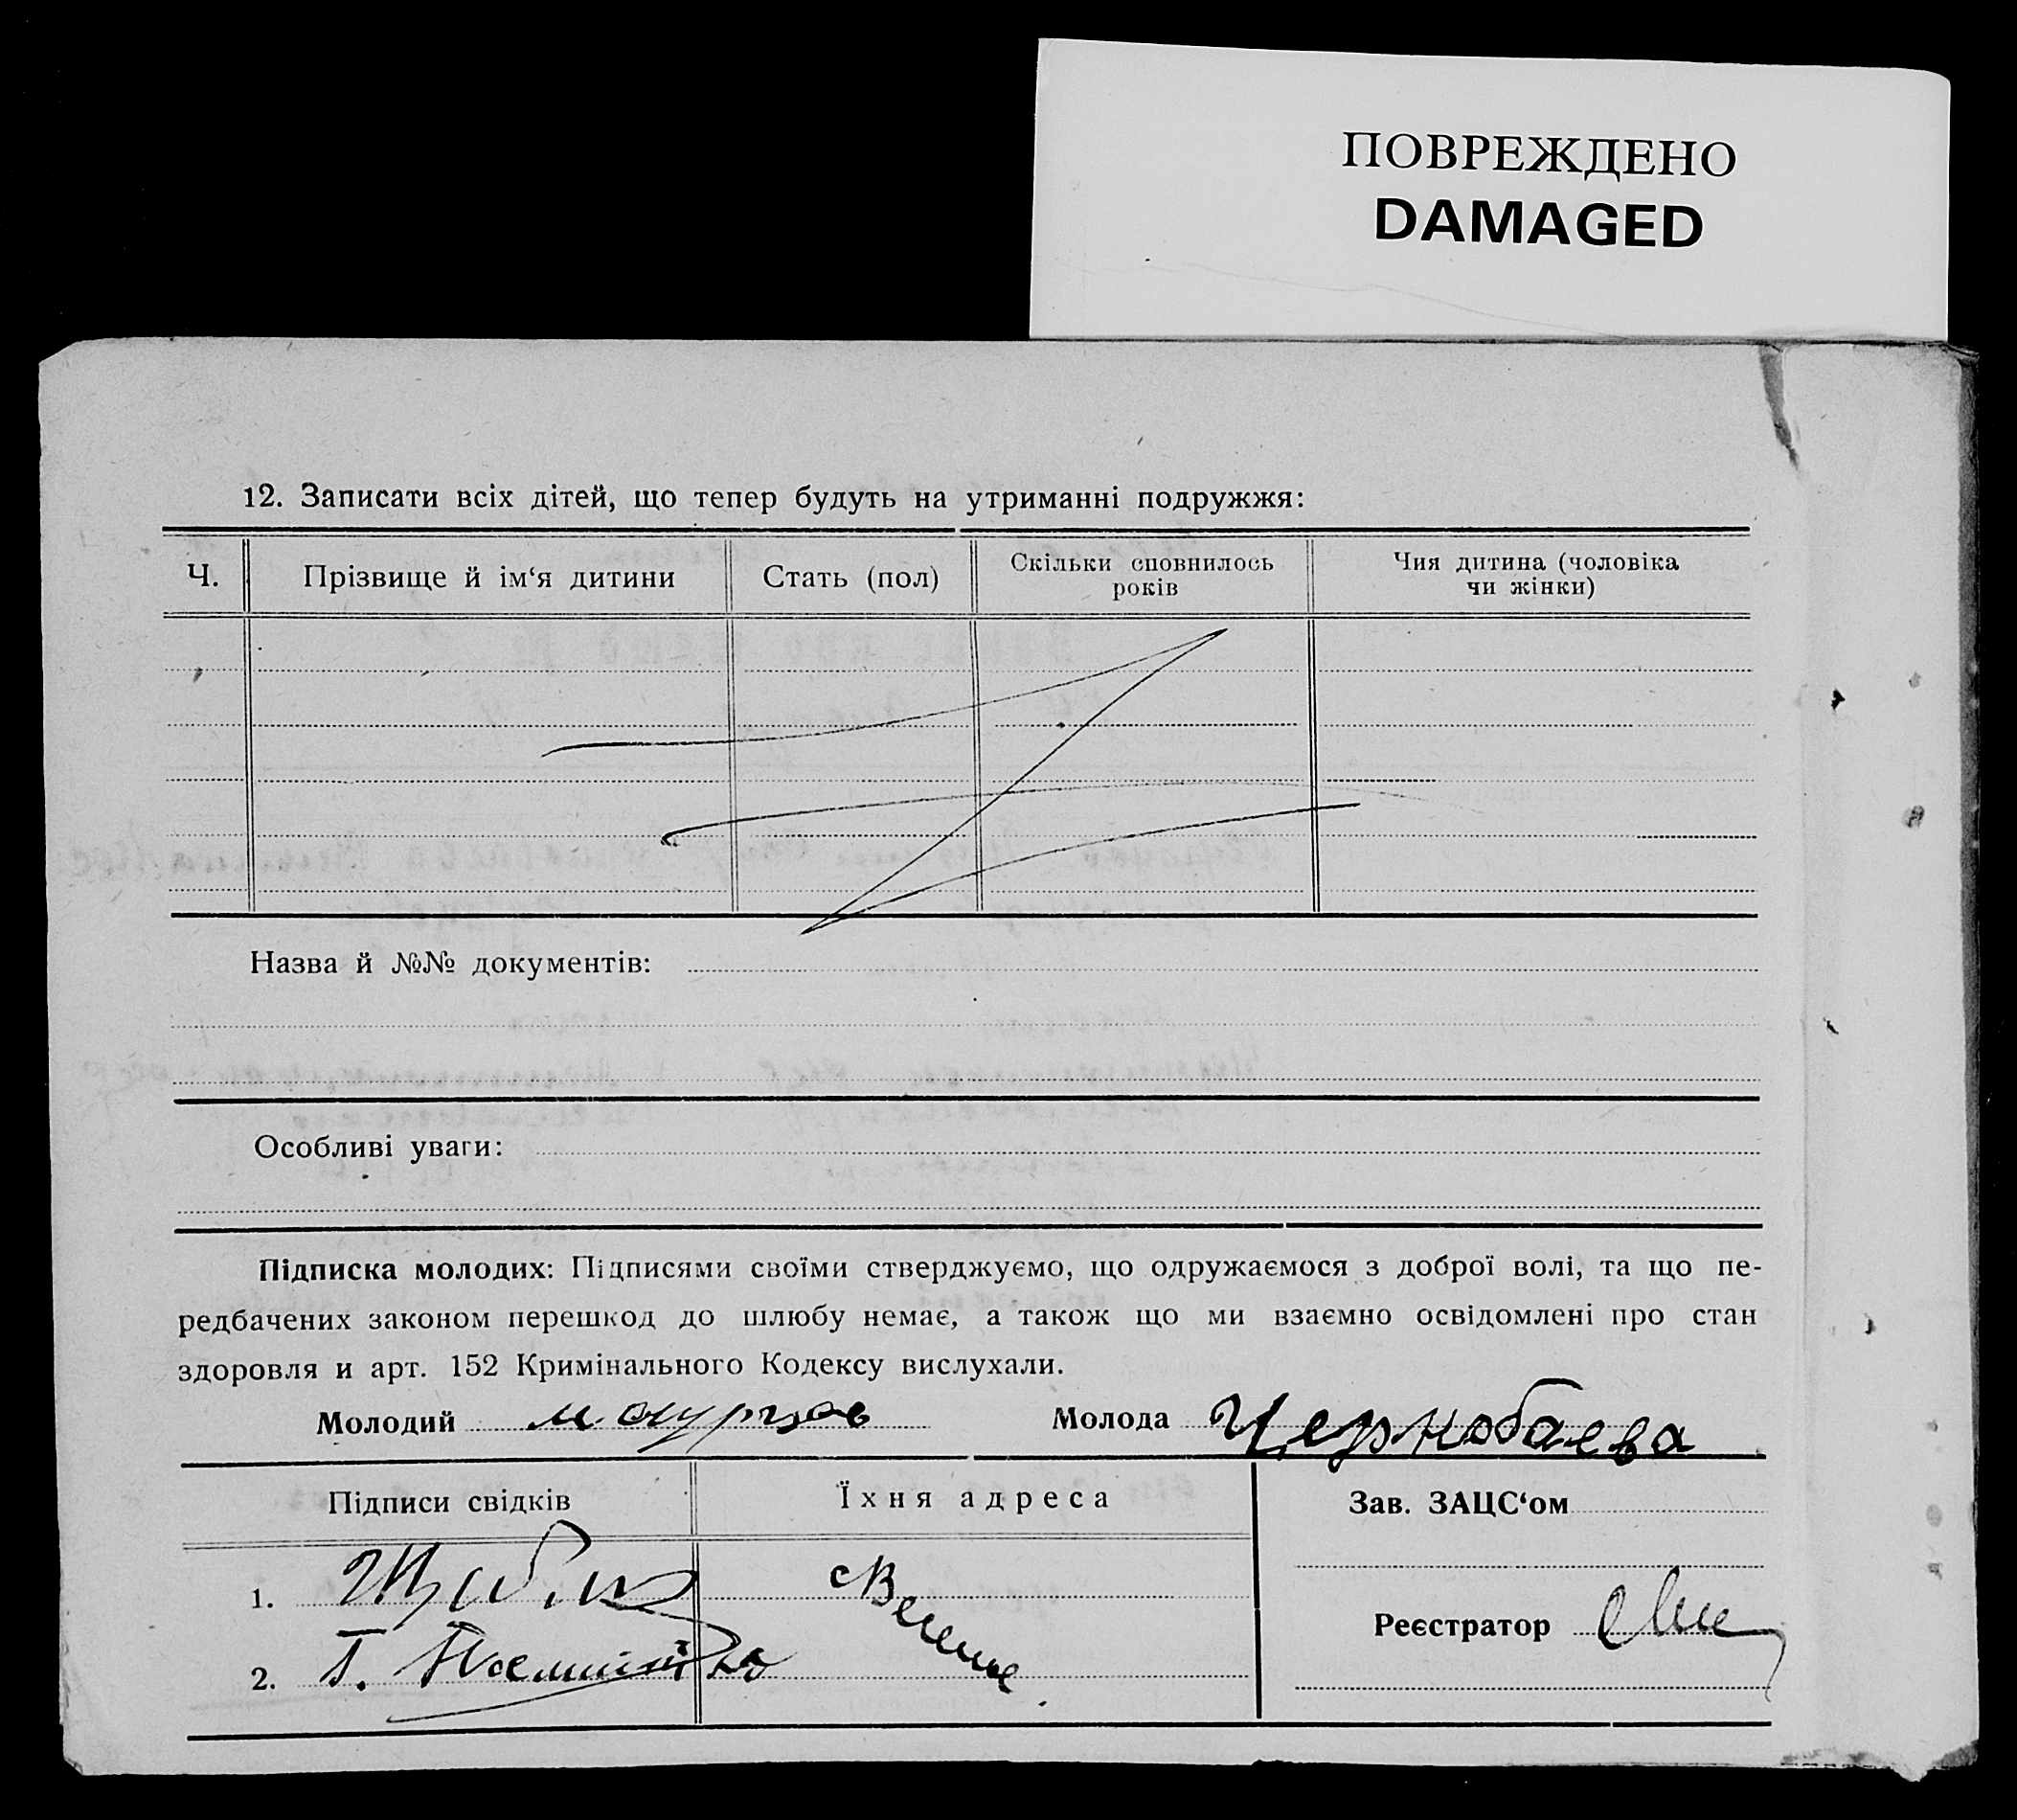 ПОВРЕЖДЕНО
DAMAGED
12. Записати всіх дітей, що тепер будуть на утриманні подружжя:
Ч.
Прізвище й ім‘я дитини
Стать (пол)
Скільки сповнилось
років
Чия дитина (чоловіка
чи жінки)
Назва й №№ документів:
Особливі уваги:
Підписка молодих: Підписями своїми стверджуємо, що одружаємося з доброї волі, та що пе-
редбачених законом перешкод до шлюбу немає, а також що ми взаємно освідомлені про стан
здоровля и арт. 152 Кримінального Кодексу вислухали.
Молодий
Молода Чернобаева
Підписи свідків
Їхня адреса
Зав. ЗАЦС‘ом
1.
Реєстратор
2. Г.